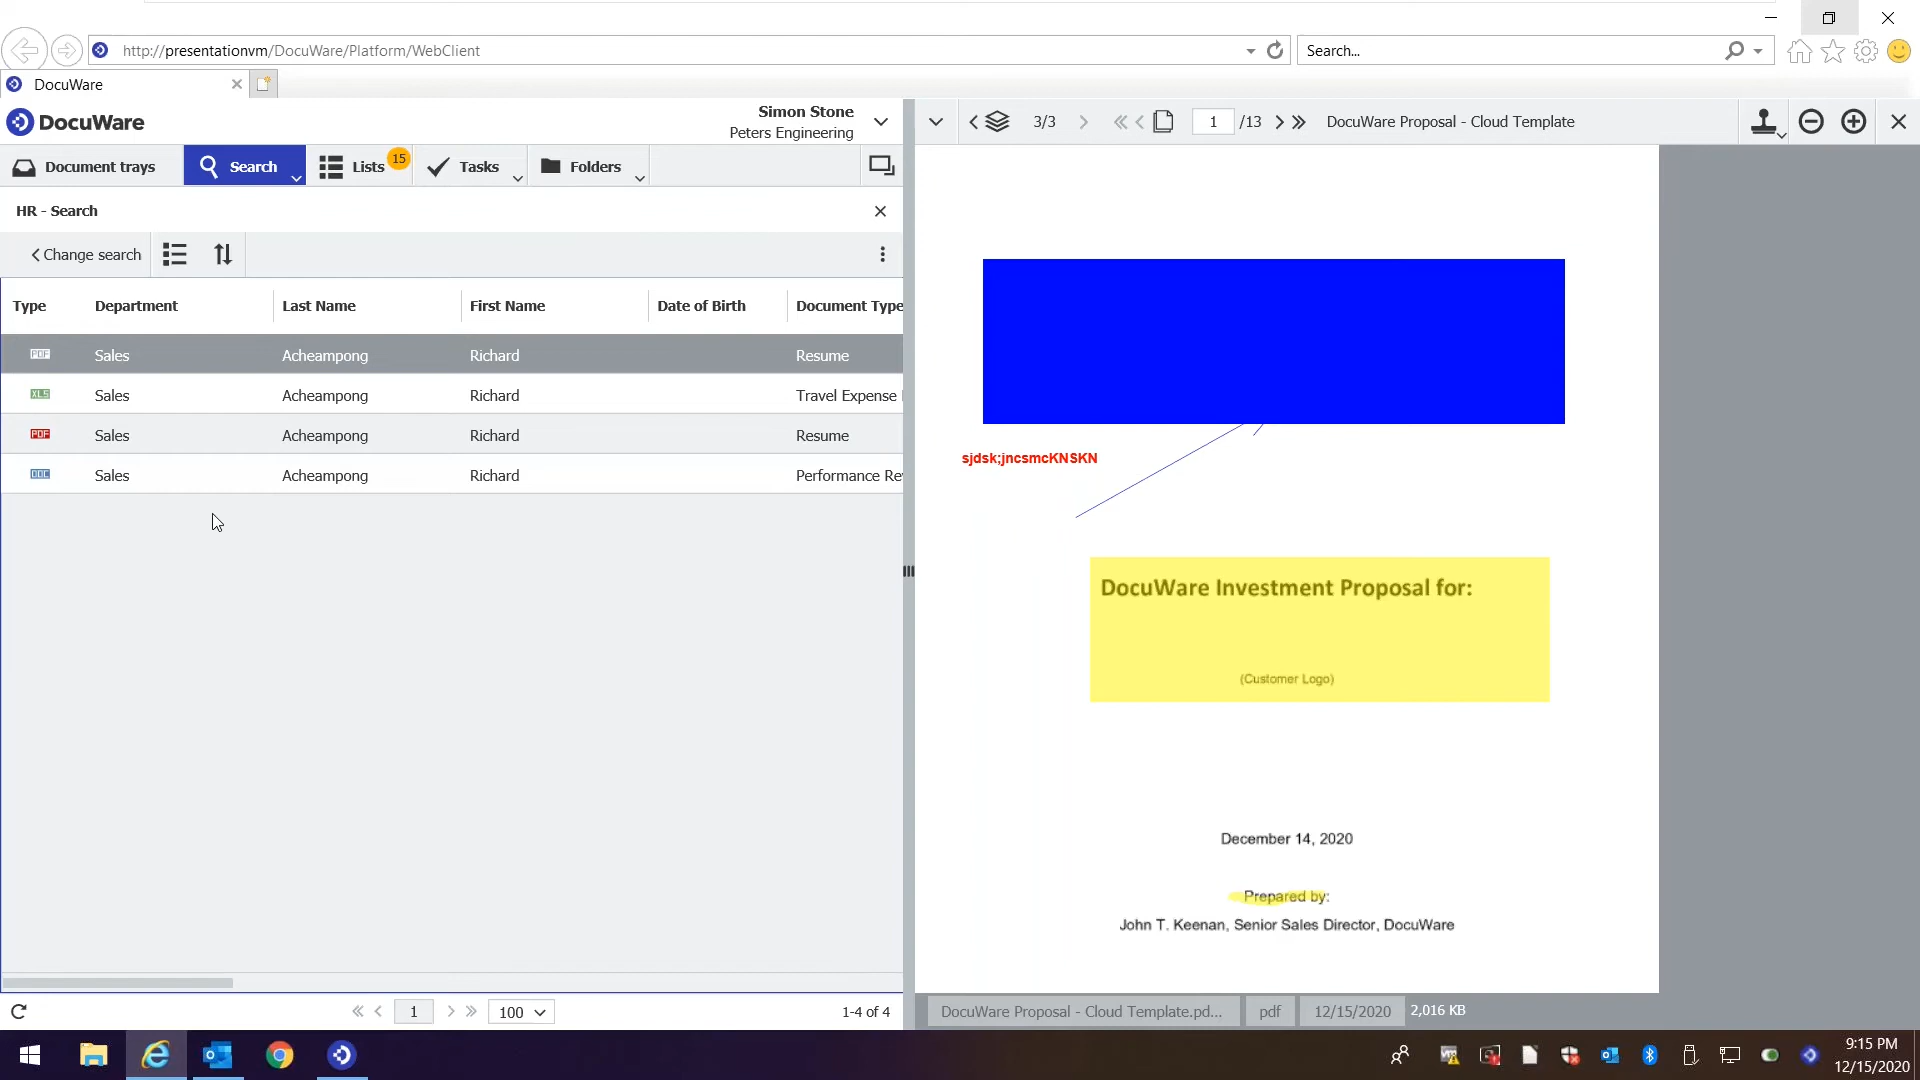 http://presentationvm/DocuWare/Platform/WebClient
Search...
DocuWare
DocuWare
Simon Stone
Peters Engineering
3/3
1 /13
DocuWare Proposal - Cloud Template
Document trays
Search
Lists 15
Tasks
Folders
HR - Search
Change search
Type Department Last Name First Name Date of Birth Document Type
PDF Sales Acheampong Richard Resume
XLS Sales Acheampong Richard Travel Expense
PDF Sales Acheampong Richard Resume
DOC Sales Acheampong Richard Performance Re
sjdsk;jncsmcKNSKN
DocuWare Investment Proposal for:
(Customer Logo)
December 14, 2020
Prepared by:
John T. Keenan, Senior Sales Director, DocuWare
1
100
1-4 of 4
DocuWare Proposal - Cloud Template.pd...
pdf
12/15/2020
2,016 KB
9:15 PM
12/15/2020